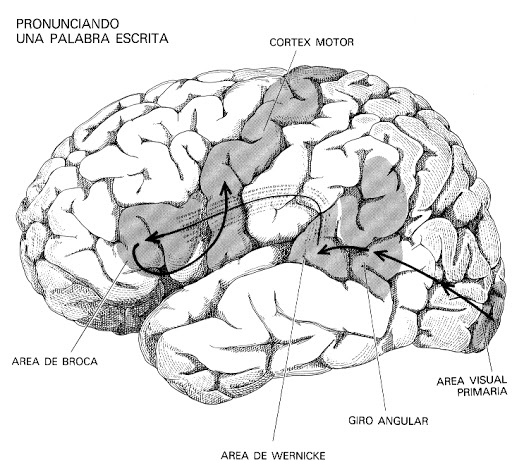 PRONUNCIANDO
UNA PALABRA ESCRITA
CORTEX MOTOR
AREA DE BROCA
AREA VISUAL
PRIMARIA
GIRO ANGULAR
AREA DE WERNICKE